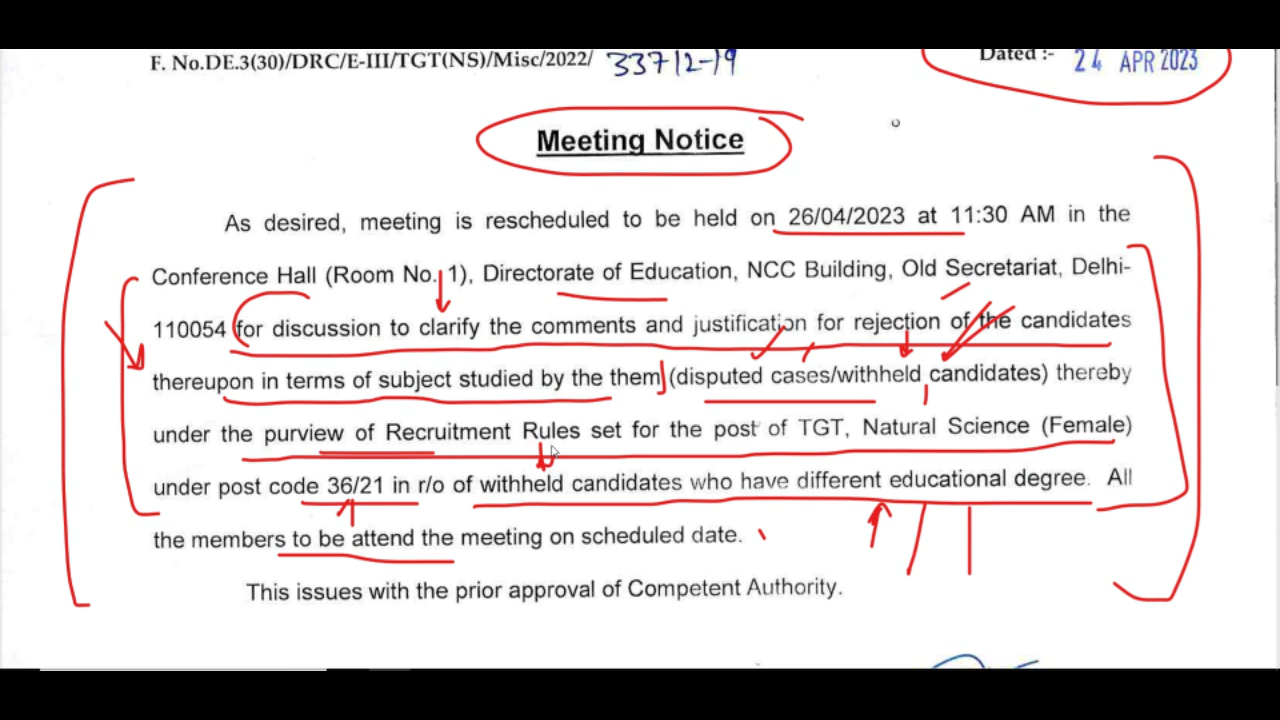 F. No.DE.3(30)/DRC/E-III/TGT(NS)/Misc/2022/ 33712-19
Dated :- 24 APR 2023
Meeting Notice
As desired, meeting is rescheduled to be held on 26/04/2023 at 11:30 AM in the
Conference Hall (Room No. 1), Directorate of Education, NCC Building, Old Secretariat, Delhi-
110054 for discussion to clarify the comments and justification for rejection of the candidates
thereupon in terms of subject studied by the them (disputed cases/withheld candidates) thereby
under the purview of Recruitment Rules set for the post of TGT, Natural Science (Female)
under post code 36/21 in r/o of withheld candidates who have different educational degree. All
the members to be attend the meeting on scheduled date.
This issues with the prior approval of Competent Authority.